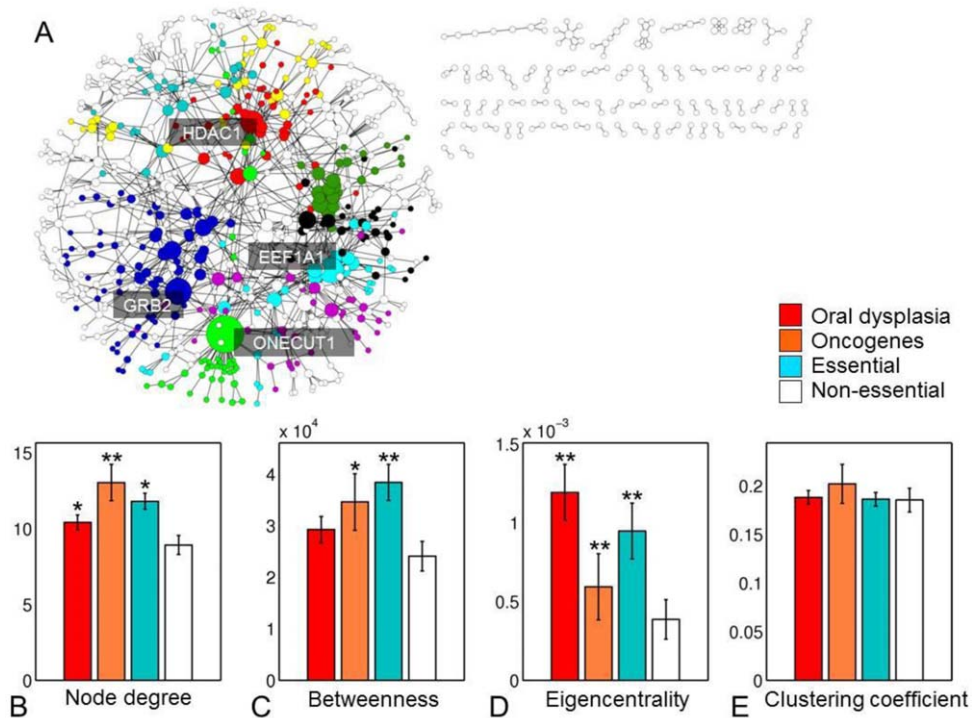 A
HDAC1
EEF1A1
GRB2
ONECUT1
Oral dysplasia
Oncogenes
Essential
Non-essential
15
10
5
0
*
**
*
B
Node degree
x 10⁴
4
3
2
1
0
*
**
C
Betweenness
x 10⁻³
1.5
1
0.5
0
**
**
**
D
Eigencentrality
0.2
0.15
0.1
0.05
0
E
Clustering coefficient